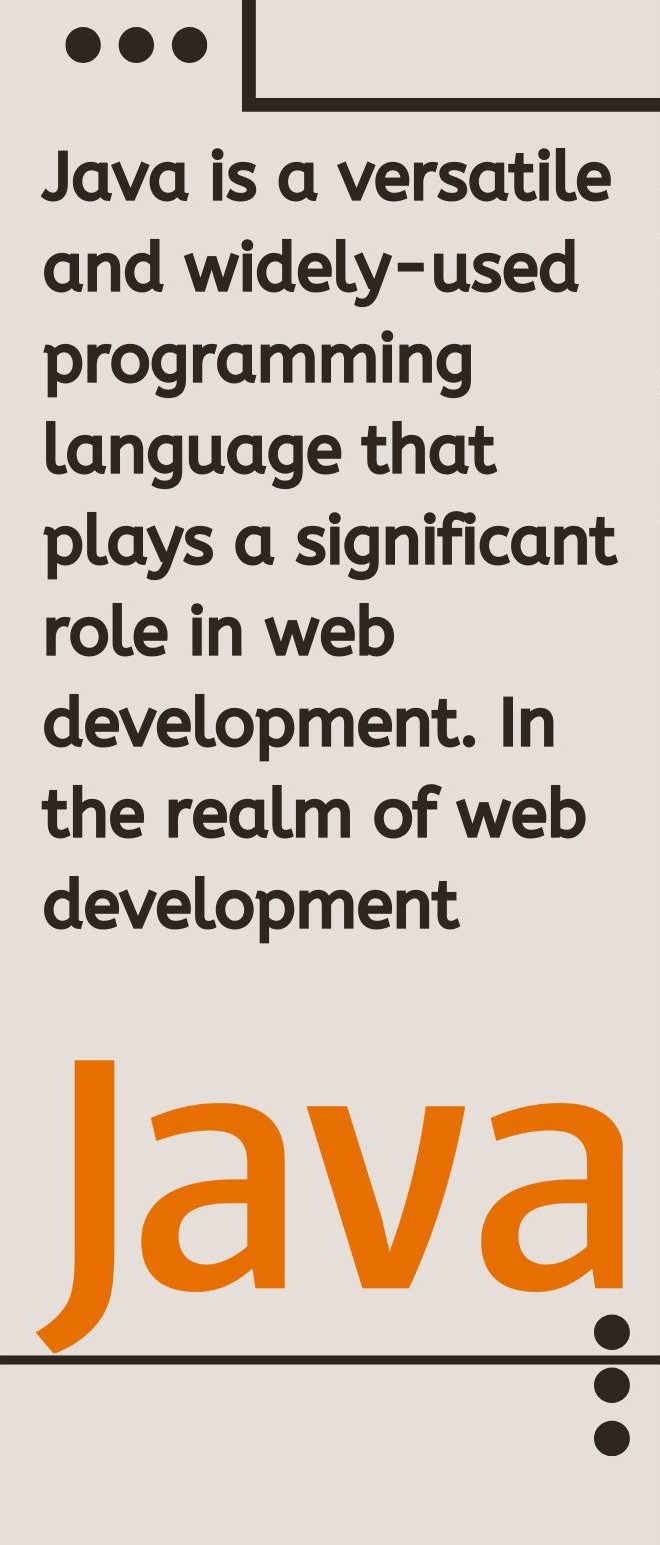 Java is a versatile
and widely-used
programming
language that
plays a significant
role in web
development. In
the realm of web
development
Java